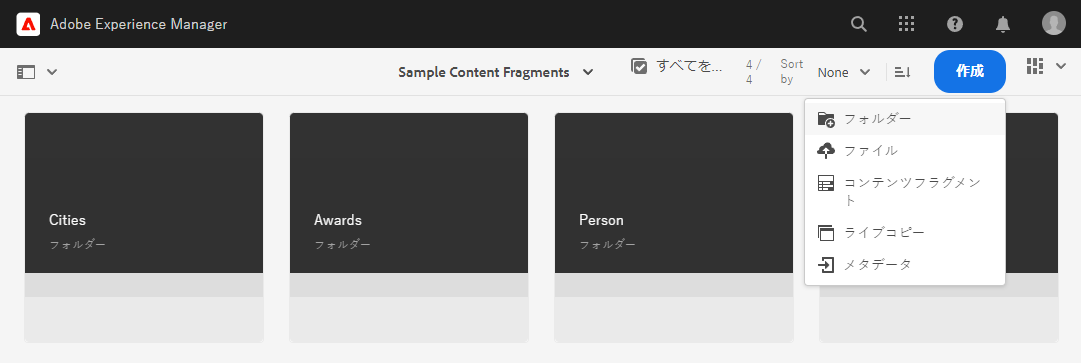 Adobe Experience Manager
Sample Content Fragments
すべてを...
4 /
4
Sort
by
None
作成
フォルダー
ファイル
コンテンツフラグメン
ト
ライブコピー
メタデータ
Cities
フォルダー
Awards
フォルダー
Person
フォルダー